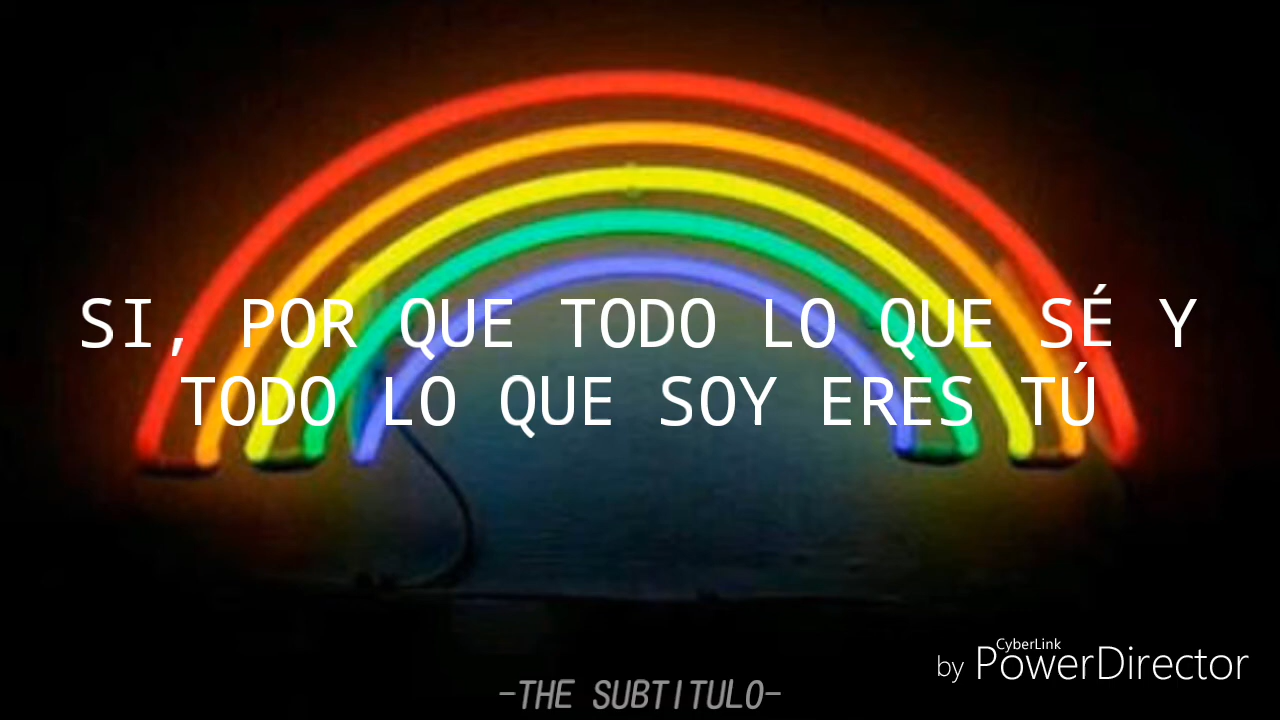 SI, POR QUE TODO LO QUE SÉ Y
TODO LO QUE SOY ERES TÚ
CyberLink
by PowerDirector
-THE SUBTITULO-